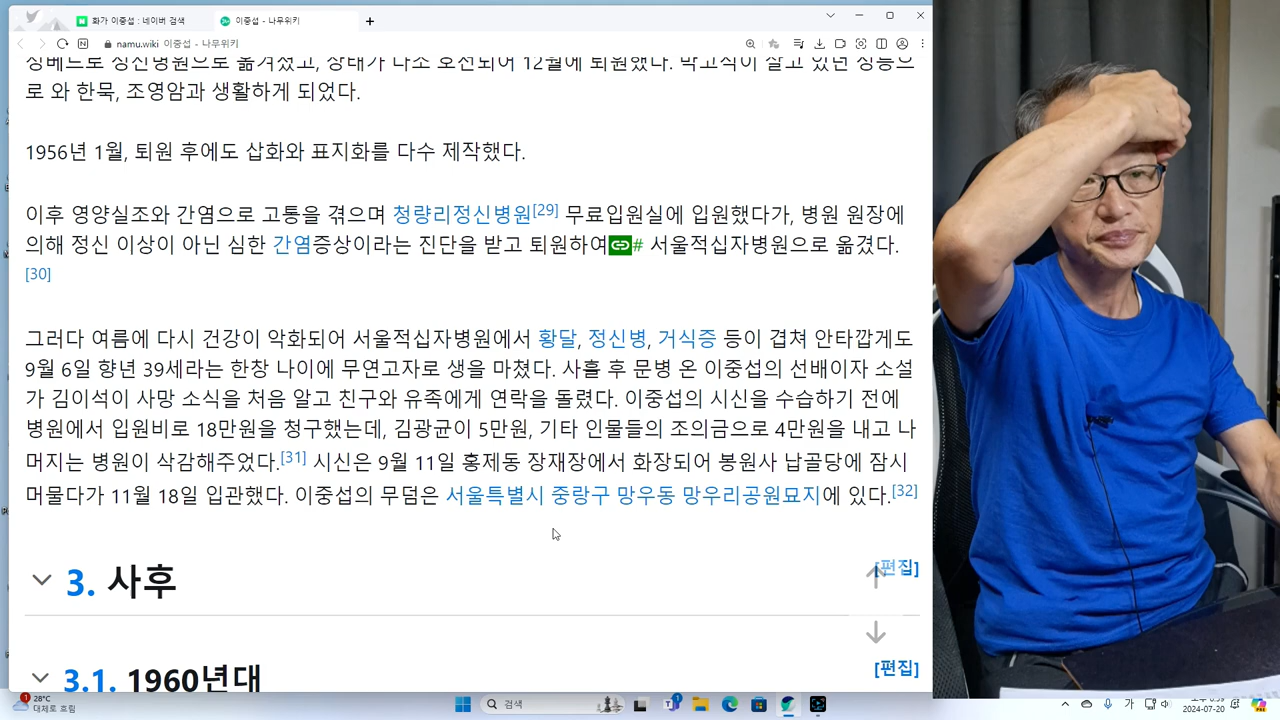 화가 이중섭 : 네이버 검색
이중섭 - 나무위키
namu.wiki 이중섭 - 나무위키
로 와 한묵, 조영암과 생활하게 되었다.
1956년 1월, 퇴원 후에도 삽화와 표지화를 다수 제작했다.
이후 영양실조와 간염으로 고통을 겪으며 청량리정신병원[29] 무료입원실에 입원했다가, 병원 원장에
의해 정신 이상이 아닌 심한 간염증상이라는 진단을 받고 퇴원하여# 서울적십자병원으로 옮겼다.
[30]
그러다 여름에 다시 건강이 악화되어 서울적십자병원에서 황달, 정신병, 거식증 등이 겹쳐 안타깝게도
9월 6일 향년 39세라는 한창 나이에 무연고자로 생을 마쳤다. 사흘 후 문병 온 이중섭의 선배이자 소설
가 김이석이 사망 소식을 처음 알고 친구와 유족에게 연락을 돌렸다. 이중섭의 시신을 수습하기 전에
병원에서 입원비로 18만원을 청구했는데, 김광균이 5만원, 기타 인물들의 조의금으로 4만원을 내고 나
머지는 병원이 삭감해주었다.[31] 시신은 9월 11일 홍제동 장재장에서 화장되어 봉원사 납골당에 잠시
머물다가 11월 18일 입관했다. 이중섭의 무덤은 서울특별시 중랑구 망우동 망우리공원묘지에 있다.[32]
3. 사후
[편집]
3.1. 1960년대
[편집]
28°C
대체로 흐림
검색
가
2024-07-20